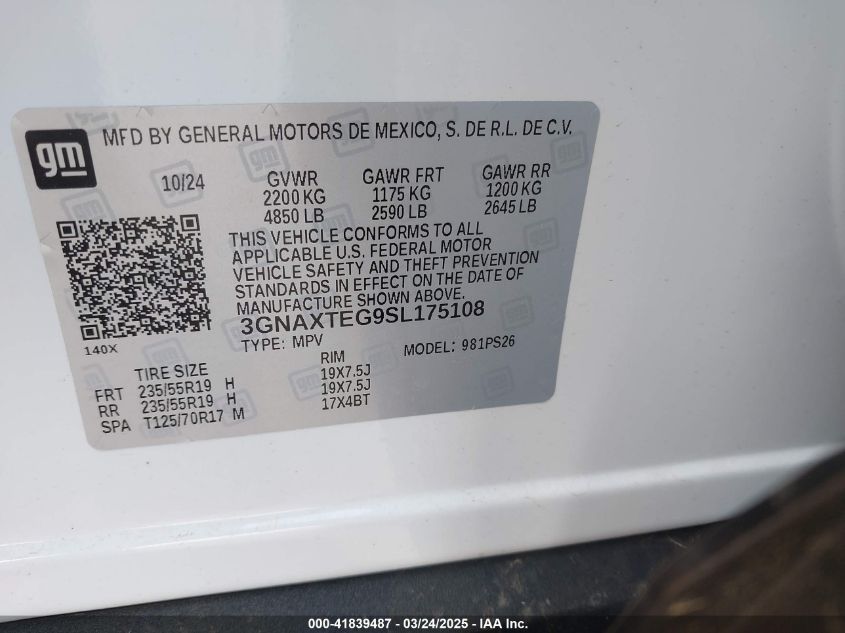 gm
MFD BY GENERAL MOTORS DE MEXICO, S. DE R.L. DE C.V.
10/24 GVWR GAWR FRT GAWR RR
2200 KG 1175 KG 1200 KG
4850 LB 2590 LB 2645 LB
THIS VEHICLE CONFORMS TO ALL
APPLICABLE U.S. FEDERAL MOTOR
VEHICLE SAFETY AND THEFT PREVENTION
STANDARDS IN EFFECT ON THE DATE OF
MANUFACTURE SHOWN ABOVE.
3GNAXTEG9SL175108
140X
TYPE: MPV MODEL: 981PS26
TIRE SIZE RIM
FRT 235/55R19 H 19X7.5J
RR 235/55R19 H 19X7.5J
SPA T125/70R17 M 17X4BT
000-41839487 - 03/24/2025 - IAA Inc.